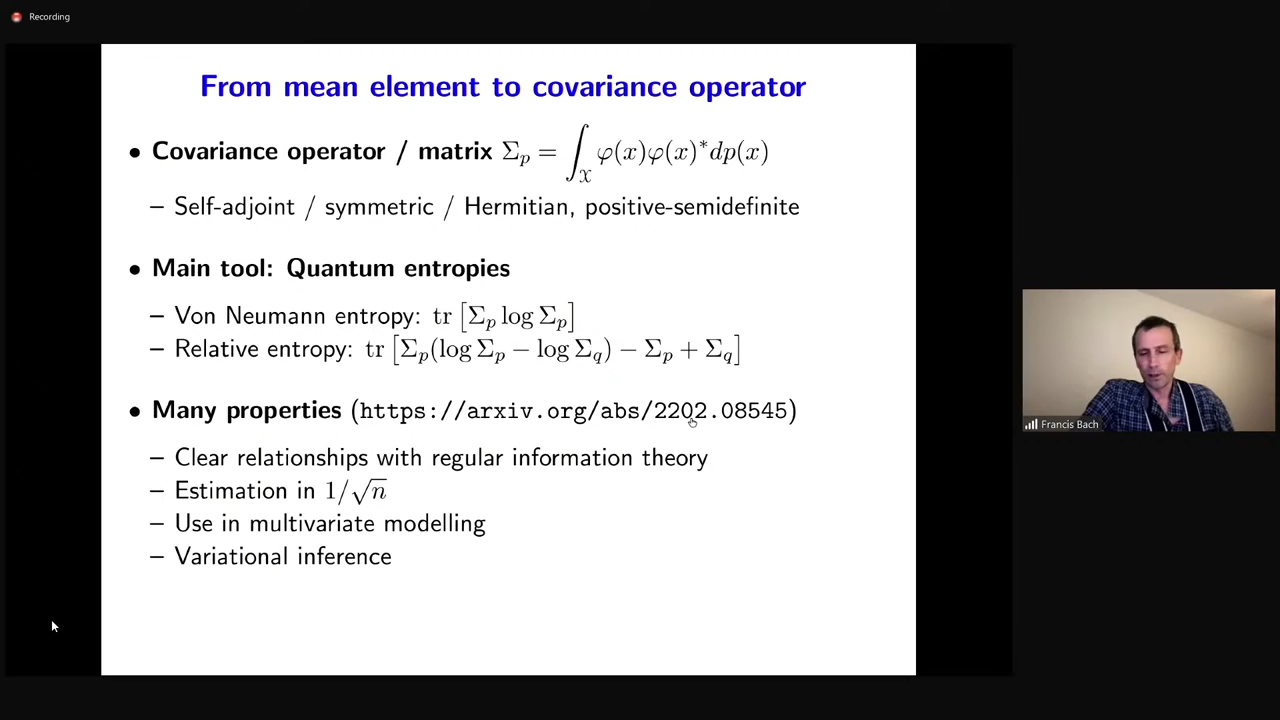 Recording
From mean element to covariance operator
• Covariance operator / matrix Σ_p = ∫_X φ(x)φ(x)*dp(x)
– Self-adjoint / symmetric / Hermitian, positive-semidefinite
• Main tool: Quantum entropies
– Von Neumann entropy: tr [Σ_p log Σ_p]
– Relative entropy: tr [Σ_p(log Σ_p − log Σ_q) − Σ_p + Σ_q]
• Many properties (https://arxiv.org/abs/2202.08545)
– Clear relationships with regular information theory
– Estimation in 1/√n
– Use in multivariate modelling
– Variational inference
Francis Bach